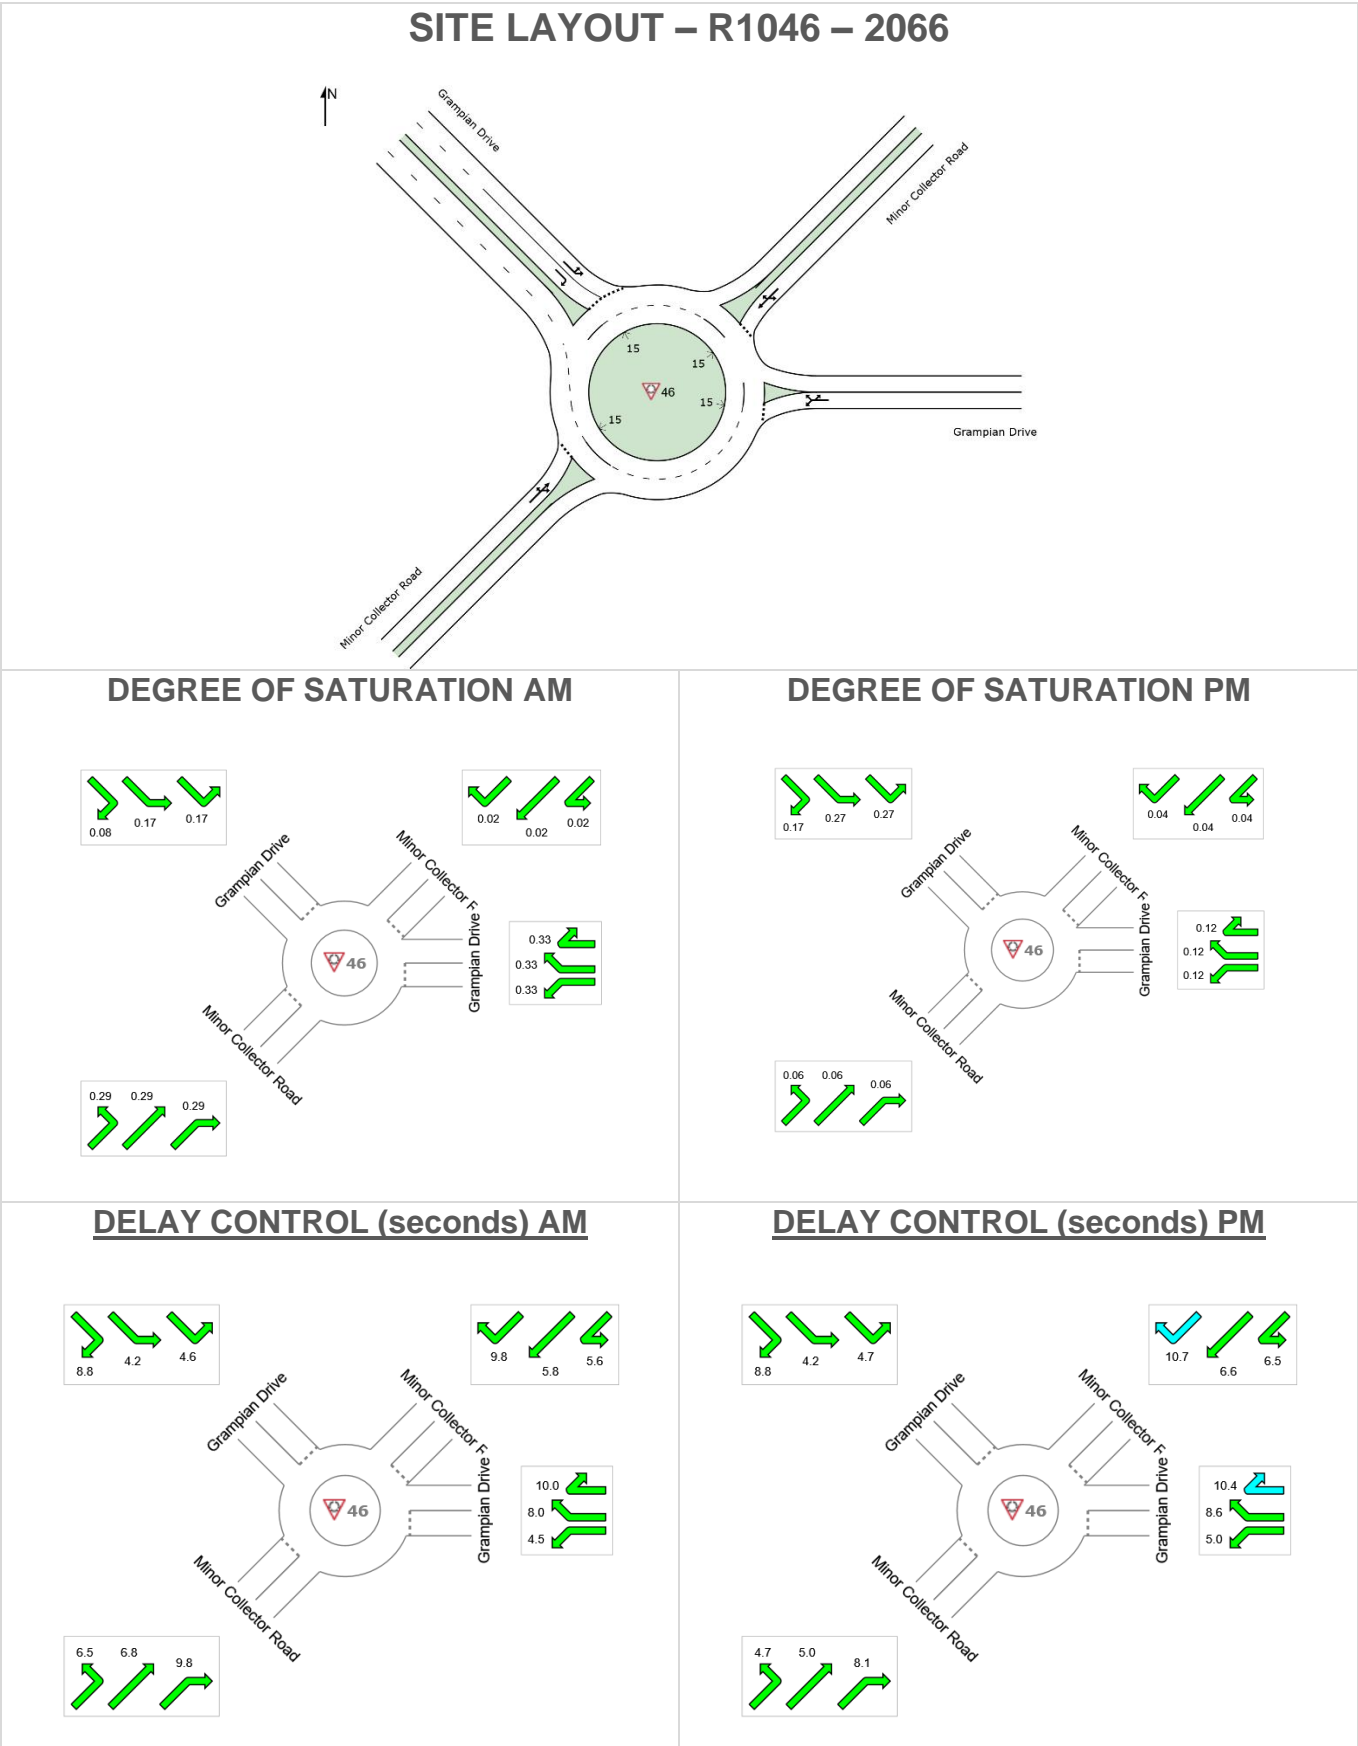 SITE LAYOUT – R1046 – 2066
N
Grampian Drive
Minor Collector Road
15
15
46
15
15
Grampian Drive
Minor Collector Road
DEGREE OF SATURATION AM
0.08 0.17 0.17
0.02 0.02 0.02
Grampian Drive
Minor Collector R
0.33
0.33
0.33
Grampian Drive
46
Minor Collector Road
0.29 0.29 0.29
DEGREE OF SATURATION PM
0.17 0.27 0.27
0.04 0.04 0.04
Grampian Drive
Minor Collector R
0.12
0.12
0.12
Grampian Drive
46
Minor Collector Road
0.06 0.06 0.06
DELAY CONTROL (seconds) AM
8.8 4.2 4.6
9.8 5.8 5.6
Grampian Drive
Minor Collector R
10.0
8.0
4.5
Grampian Drive
46
Minor Collector Road
6.5 6.8 9.8
DELAY CONTROL (seconds) PM
8.8 4.2 4.7
10.7 6.6 6.5
Grampian Drive
Minor Collector R
10.4
8.6
5.0
Grampian Drive
46
Minor Collector Road
4.7 5.0 8.1